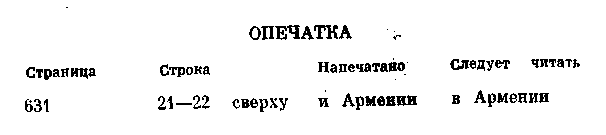 ОПЕЧАТКА
Страница Строка Напечатано Следует читать
631 21—22 сверху и Армении в Армении